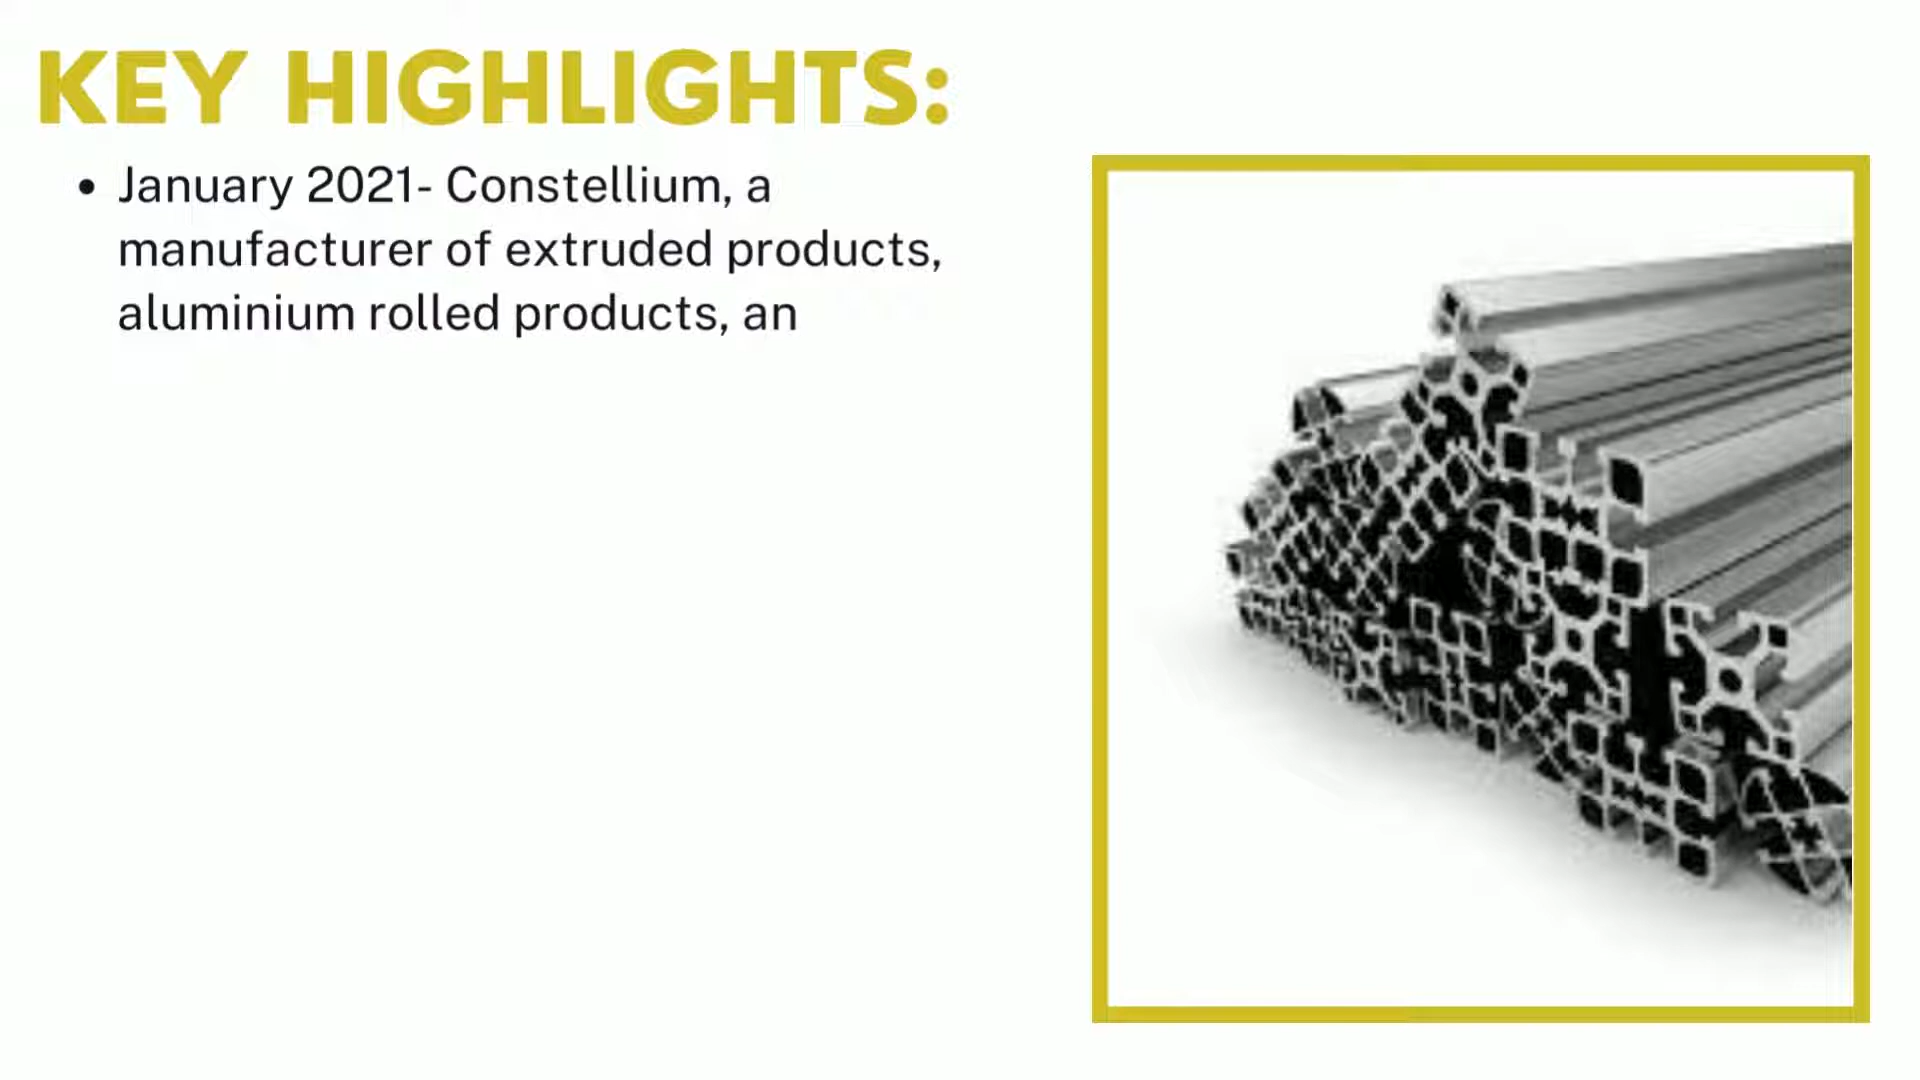 KEY HIGHLIGHTS:
• January 2021- Constellium, a
manufacturer of extruded products,
aluminium rolled products, an